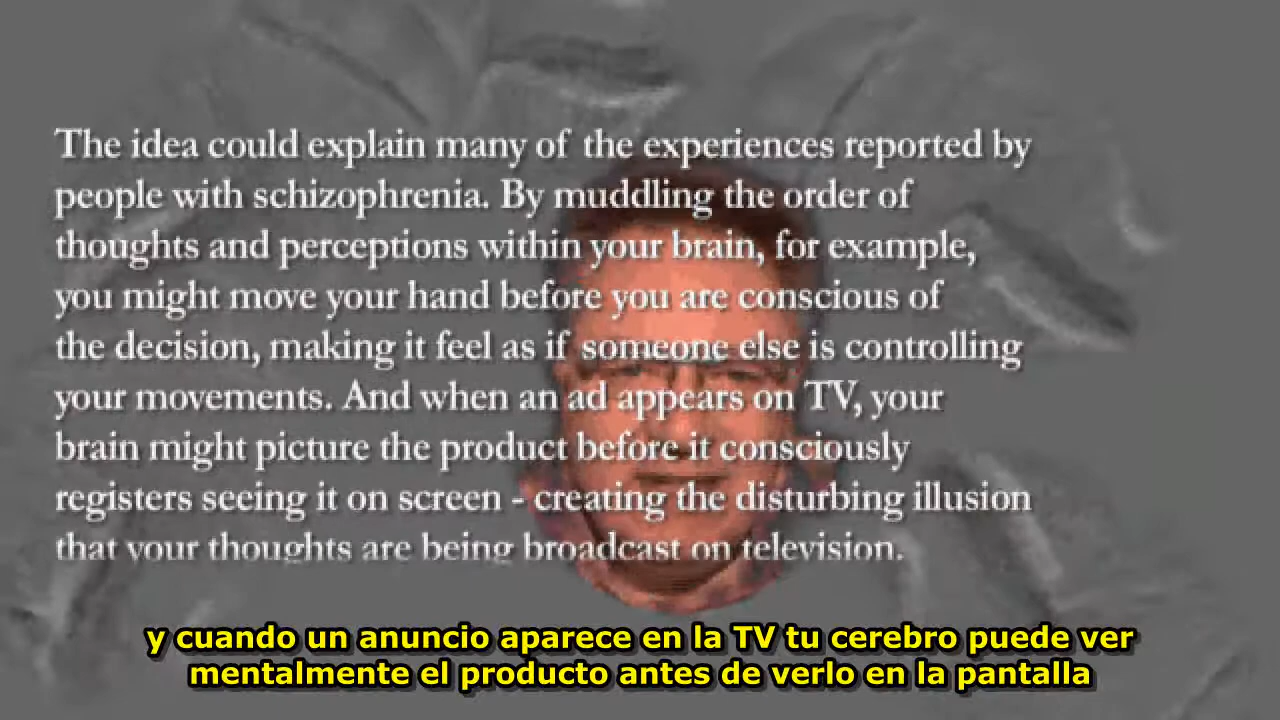 The idea could explain many of the experiences reported by
people with schizophrenia. By muddling the order of
thoughts and perceptions within your brain, for example,
you might move your hand before you are conscious of
the decision, making it feel as if someone else is controlling
your movements. And when an ad appears on TV, your
brain might picture the product before it consciously
registers seeing it on screen - creating the disturbing illusion
that your thoughts are being broadcast on television.
y cuando un anuncio aparece en la TV tu cerebro puede ver
mentalmente el producto antes de verlo en la pantalla